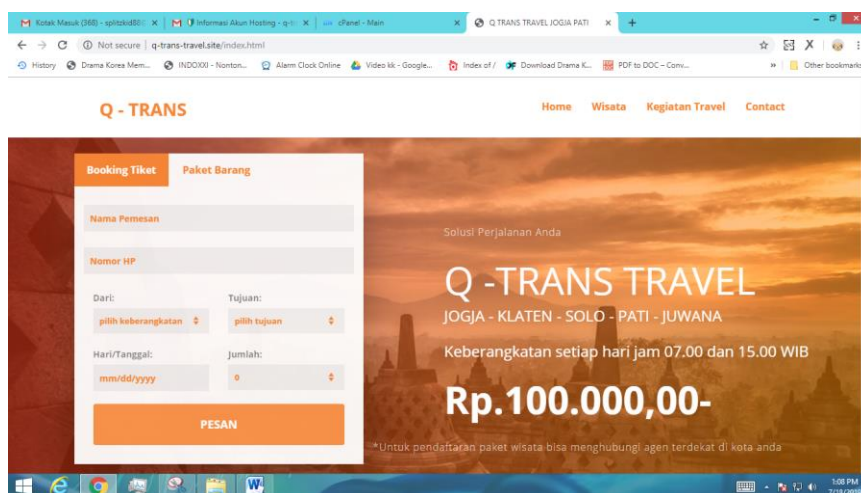 Kotak Masuk (368) - splitzkid80
Informasi Akun Hosting - q-tr
cPanel - Main
Q TRANS TRAVEL JOGJA PATI
Not secure | q-trans-travel.site/index.html
History
Drama Korea Mem...
INDOXXI - Nonton...
Alarm Clock Online
Video kk - Google...
Index of /
Download Drama K...
PDF to DOC – Conv...
Other bookmarks
Q - TRANS
Home Wisata Kegiatan Travel Contact
Booking Tiket Paket Barang
Nama Pemesan
Nomor HP
Dari: Tujuan:
pilih keberangkatan pilih tujuan
Hari/Tanggal: Jumlah:
mm/dd/yyyy 0
PESAN
Solusi Perjalanan Anda
Q -TRANS TRAVEL
JOGJA - KLATEN - SOLO - PATI - JUWANA
Keberangkatan setiap hari jam 07.00 dan 15.00 WIB
Rp.100.000,00-
*Untuk pendaftaran paket wisata bisa menghubungi agen terdekat di kota anda
1:08 PM